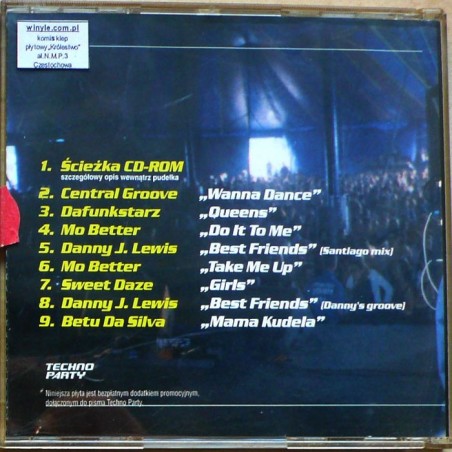 winyle.com.pl
komis sklep
płytowy „Królestwo"
al.N.M.P.3
Częstochowa
1. Ścieżka CD-ROM
szczegółowy opis wewnątrz pudełka
2. Central Groove „Wanna Dance”
3. Dafunkstarz „Queens”
4. Mo Better „Do It To Me”
5. Danny J. Lewis „Best Friends” (Santiago mix)
6. Mo Better „Take Me Up”
7. Sweet Daze „Girls”
8. Danny J. Lewis „Best Friends” (Danny's groove)
9. Betu Da Silva „Mama Kudela”
TECHNO
PARTY
Niniejsza płyta jest bezpłatnym dodatkiem promocyjnym,
dołączonym do pisma Techno Party.